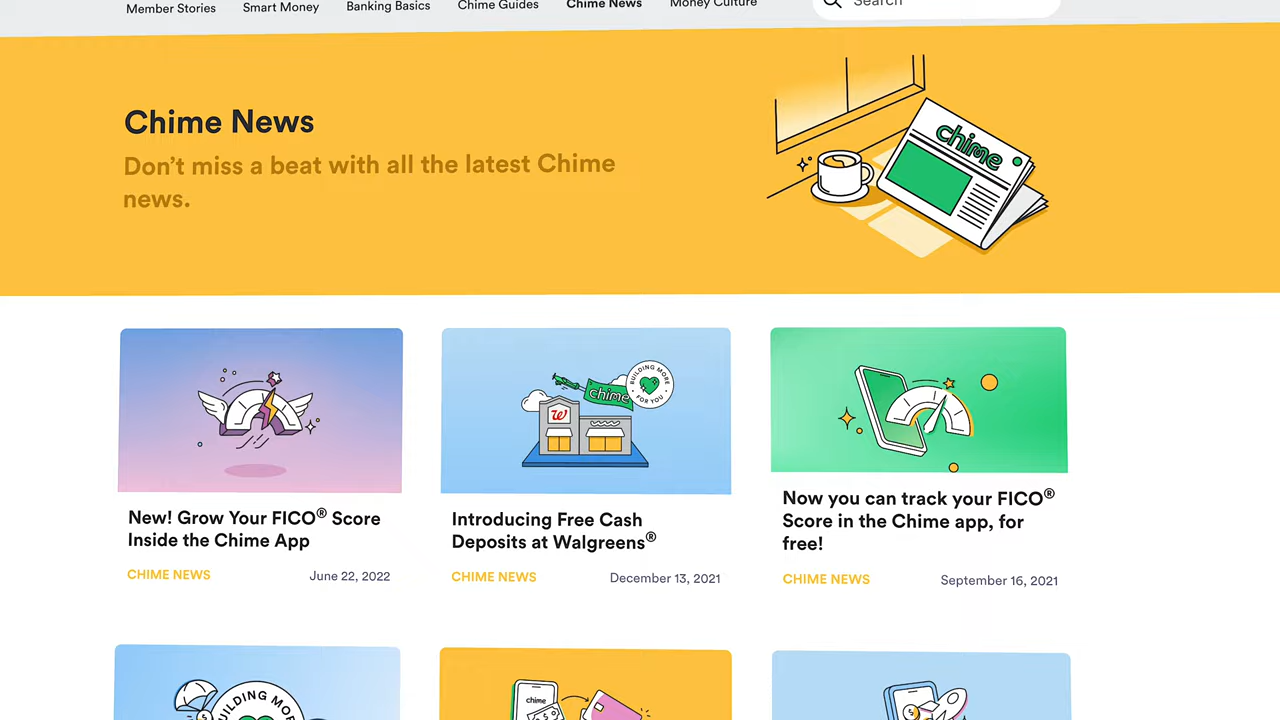 Member Stories Smart Money Banking Basics Chime Guides Chime News Money Culture Search
Chime News
Don't miss a beat with all the latest Chime
news.
chime
chime
BUILDING MORE
FOR YOU
W
New! Grow Your FICO® Score
Inside the Chime App
CHIME NEWS June 22, 2022
Introducing Free Cash
Deposits at Walgreens®
CHIME NEWS December 13, 2021
Now you can track your FICO®
Score in the Chime app, for
free!
CHIME NEWS September 16, 2021
BUILDING MORE
chime